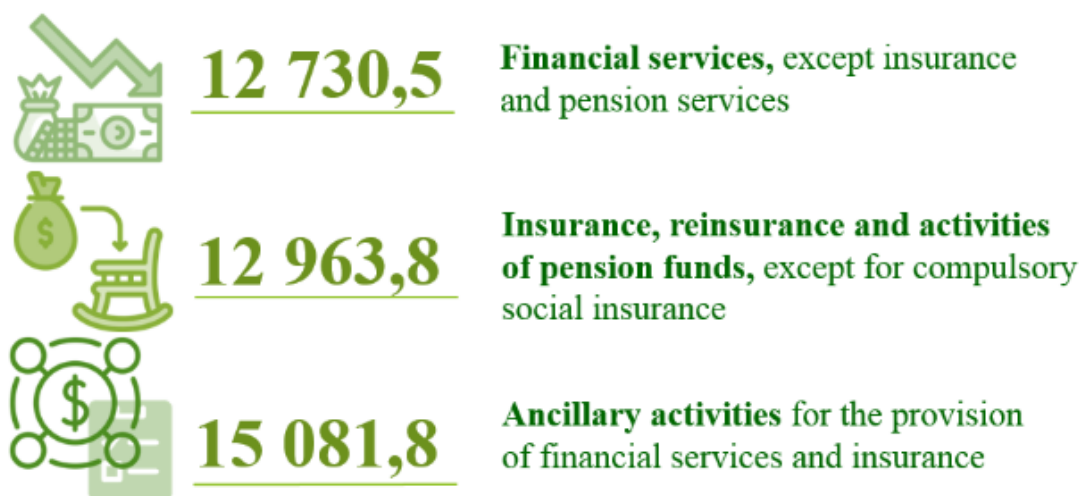 12 730,5
Financial services, except insurance
and pension services
$
12 963,8
Insurance, reinsurance and activities
of pension funds, except for compulsory
social insurance
$
15 081,8
Ancillary activities for the provision
of financial services and insurance